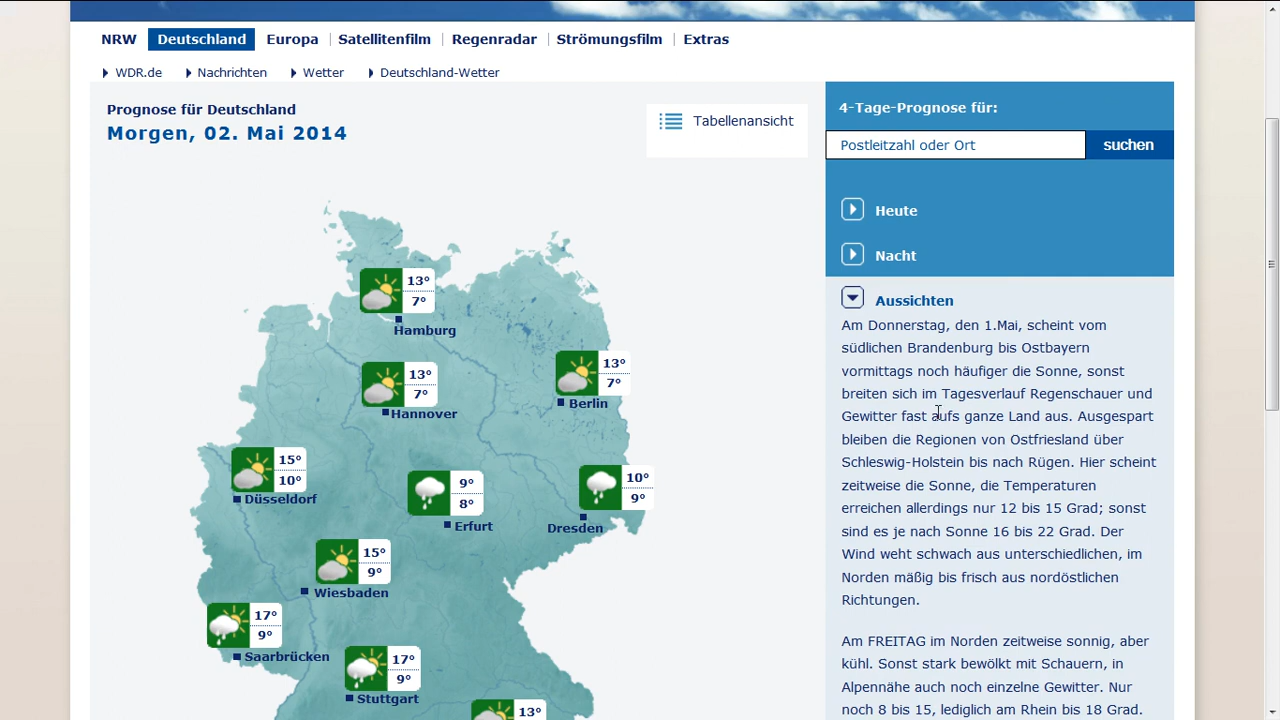 NRW Deutschland Europa Satellitenfilm Regenradar Strömungsfilm Extras
WDR.de Nachrichten Wetter Deutschland-Wetter
Prognose für Deutschland
Morgen, 02. Mai 2014
Tabellenansicht
13°
7°
Hamburg
13°
7°
Hannover
13°
7°
Berlin
15°
10°
Düsseldorf
9°
8°
Erfurt
10°
9°
Dresden
15°
9°
Wiesbaden
17°
9°
Saarbrücken
17°
9°
Stuttgart
13°
4-Tage-Prognose für:
Postleitzahl oder Ort suchen
Heute
Nacht
Aussichten
Am Donnerstag, den 1.Mai, scheint vom
südlichen Brandenburg bis Ostbayern
vormittags noch häufiger die Sonne, sonst
breiten sich im Tagesverlauf Regenschauer und
Gewitter fast aufs ganze Land aus. Ausgespart
bleiben die Regionen von Ostfriesland über
Schleswig-Holstein bis nach Rügen. Hier scheint
zeitweise die Sonne, die Temperaturen
erreichen allerdings nur 12 bis 15 Grad; sonst
sind es je nach Sonne 16 bis 22 Grad. Der
Wind weht schwach aus unterschiedlichen, im
Norden mäßig bis frisch aus nordöstlichen
Richtungen.
Am FREITAG im Norden zeitweise sonnig, aber
kühl. Sonst stark bewölkt mit Schauern, in
Alpennähe auch noch einzelne Gewitter. Nur
noch 8 bis 15, lediglich am Rhein bis 18 Grad.